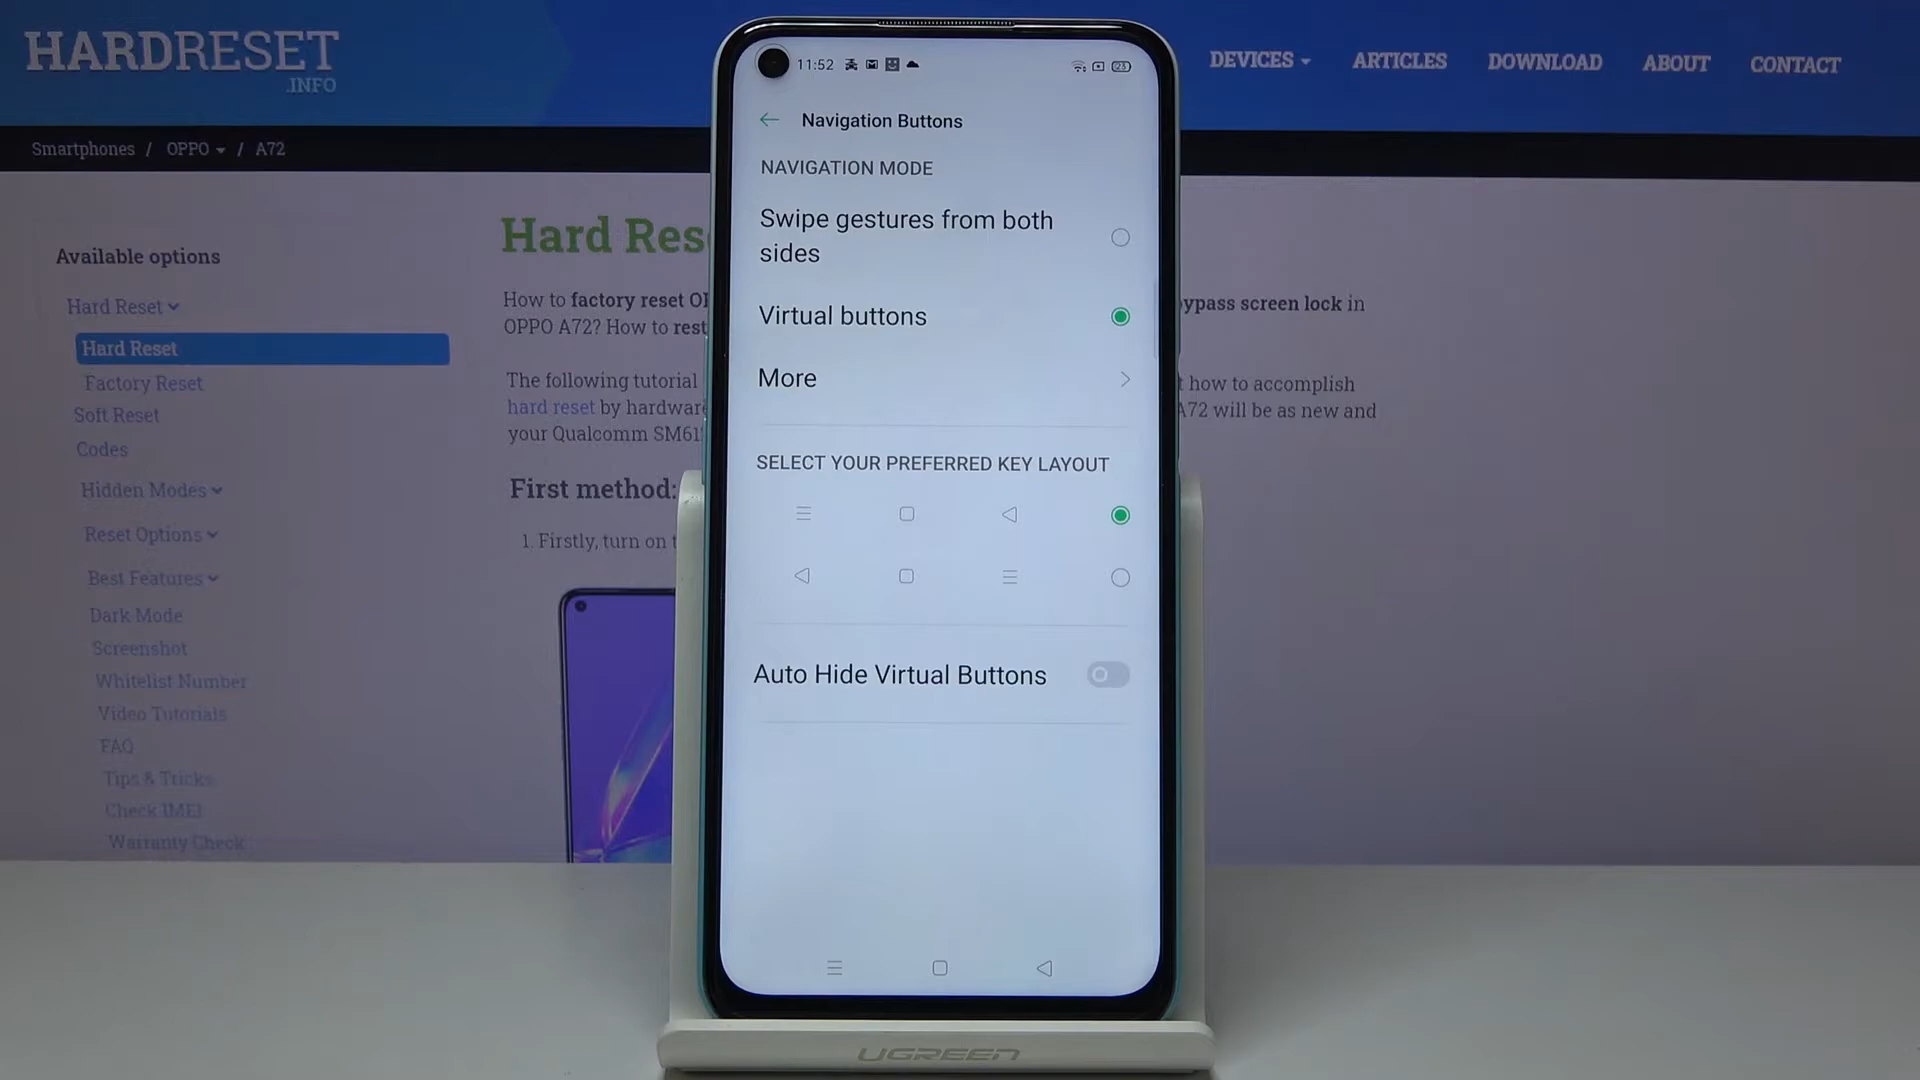 HARDRESET
.INFO
DEVICES
ARTICLES
DOWNLOAD
ABOUT
CONTACT
Smartphones / OPPO / A72
Available options
Hard Reset
Hard Reset
Factory Reset
Soft Reset
Codes
Hidden Modes
Reset Options
Best Features
Dark Mode
Screenshot
Whitelist Number
Video Tutorials
FAQ
Tips & Tricks
Check IMEI
Warranty Check
Hard Res
How to factory reset
OPPO A72? How to rest
The following tutorial
hard reset by hardware
your Qualcomm SM61
First method:
1. Firstly, turn on
ypass screen lock in
how to accomplish
A72 will be as new and
11:52
23
Navigation Buttons
NAVIGATION MODE
Swipe gestures from both
sides
Virtual buttons
More
SELECT YOUR PREFERRED KEY LAYOUT
Auto Hide Virtual Buttons
UGREEN